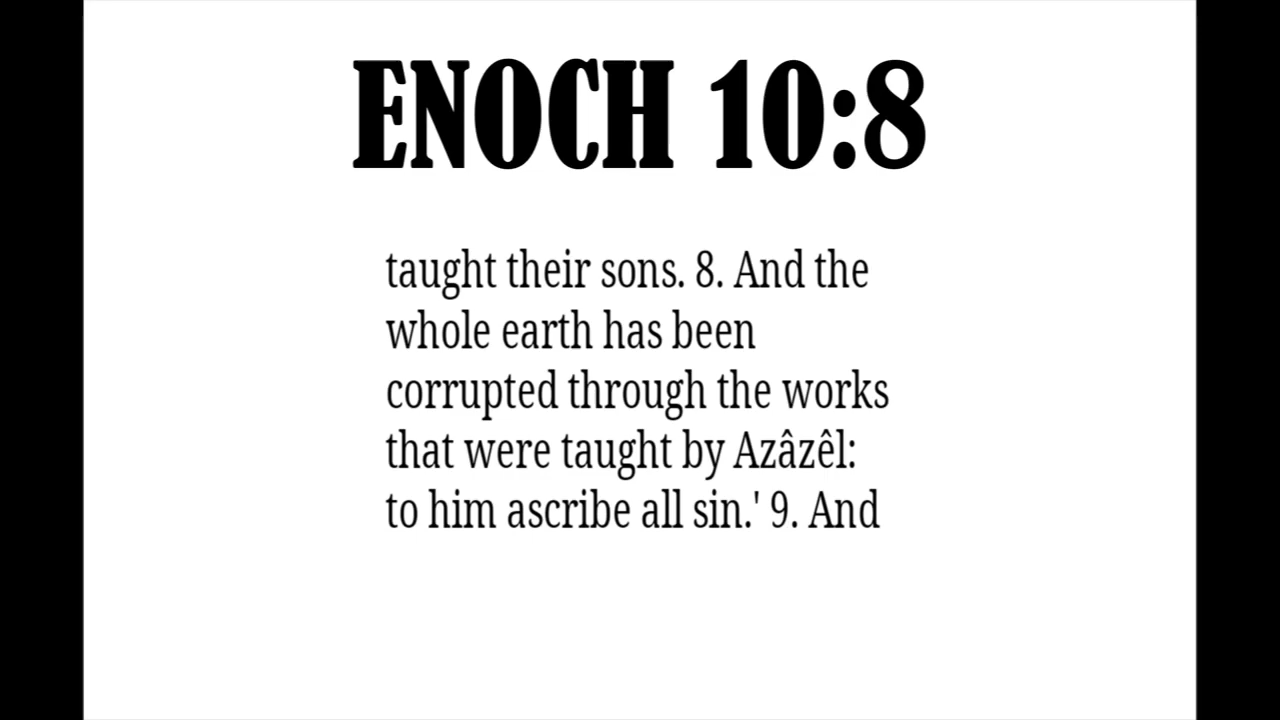 ENOCH 10:8
taught their sons. 8. And the
whole earth has been
corrupted through the works
that were taught by Azâzêl:
to him ascribe all sin.' 9. And